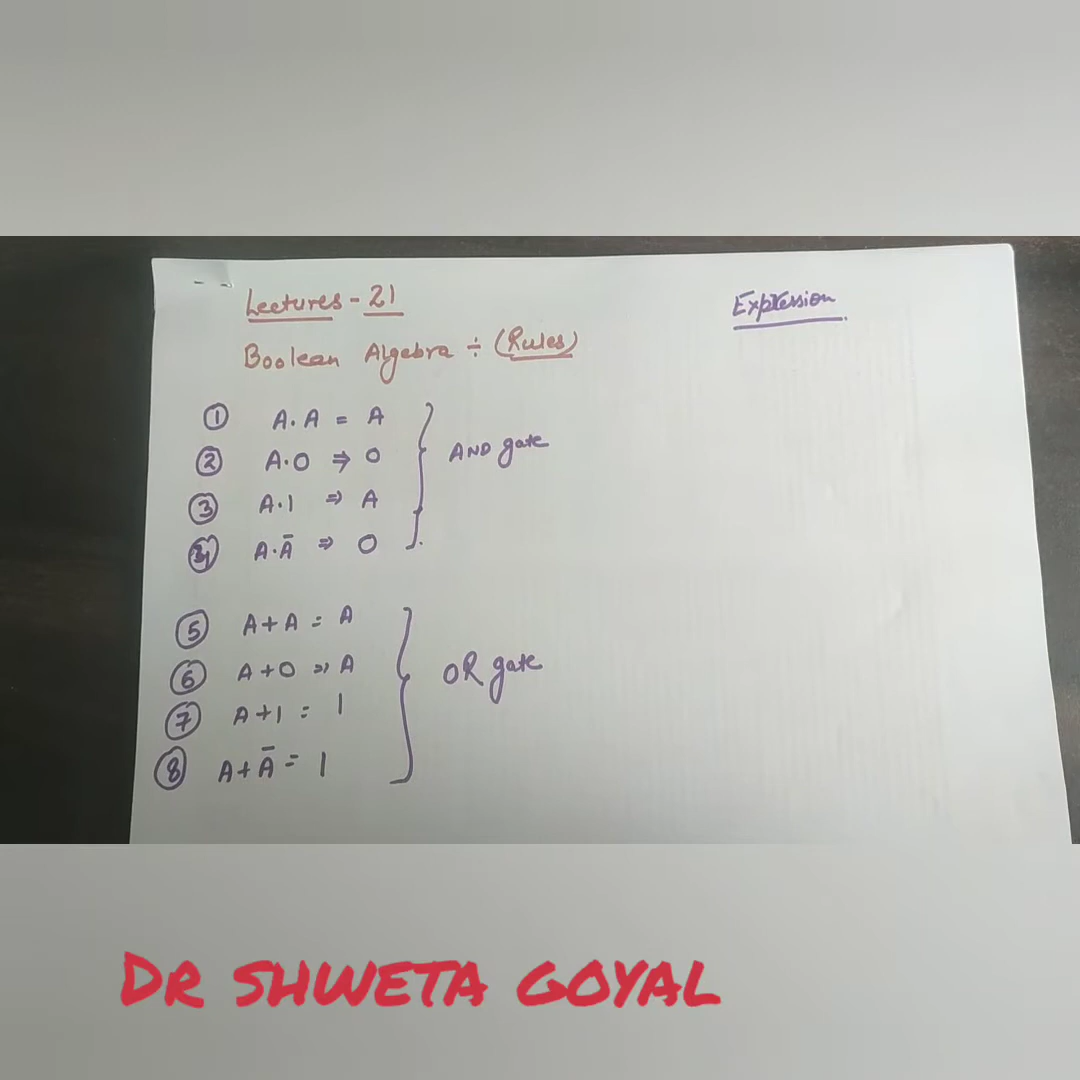 Lectures - 21
Expression
Boolean Algebra ÷ (Rules)
① A.A = A
② A.0 ⇒ 0
③ A.1 ⇒ A
④ A.Ā ⇒ 0
AND gate
⑤ A+A = A
⑥ A+0 ⇒ A
⑦ A+1 = 1
⑧ A+Ā = 1
OR gate
DR SHWETA GOYAL